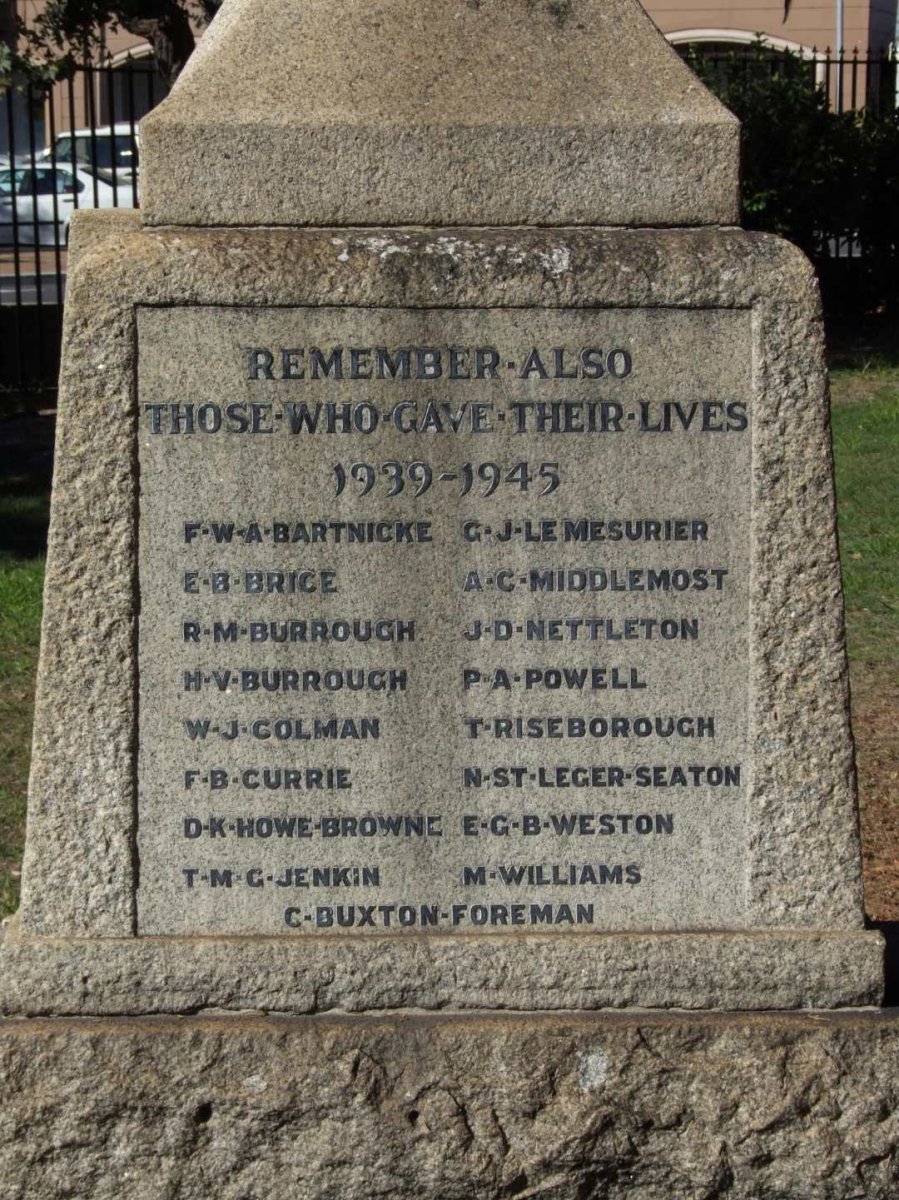 REMEMBER·ALSO
THOSE·WHO·GAVE·THEIR·LIVES
1939-1945
F·W·A·BARTNICKE
E·B·BRICE
R·M·BURROUGH
H·V·BURROUGH
W·J·COLMAN
F·B·CURRIE
D·K·HOWE·BROWNE
T·M·G·JENKIN
G·J·LE MESURIER
A·C·MIDDLEMOST
J·D·NETTLETON
P·A·POWELL
T·RISEBOROUGH
N·ST·LEGER·SEATON
E·G·B·WESTON
M·WILLIAMS
C·BUXTON·FOREMAN